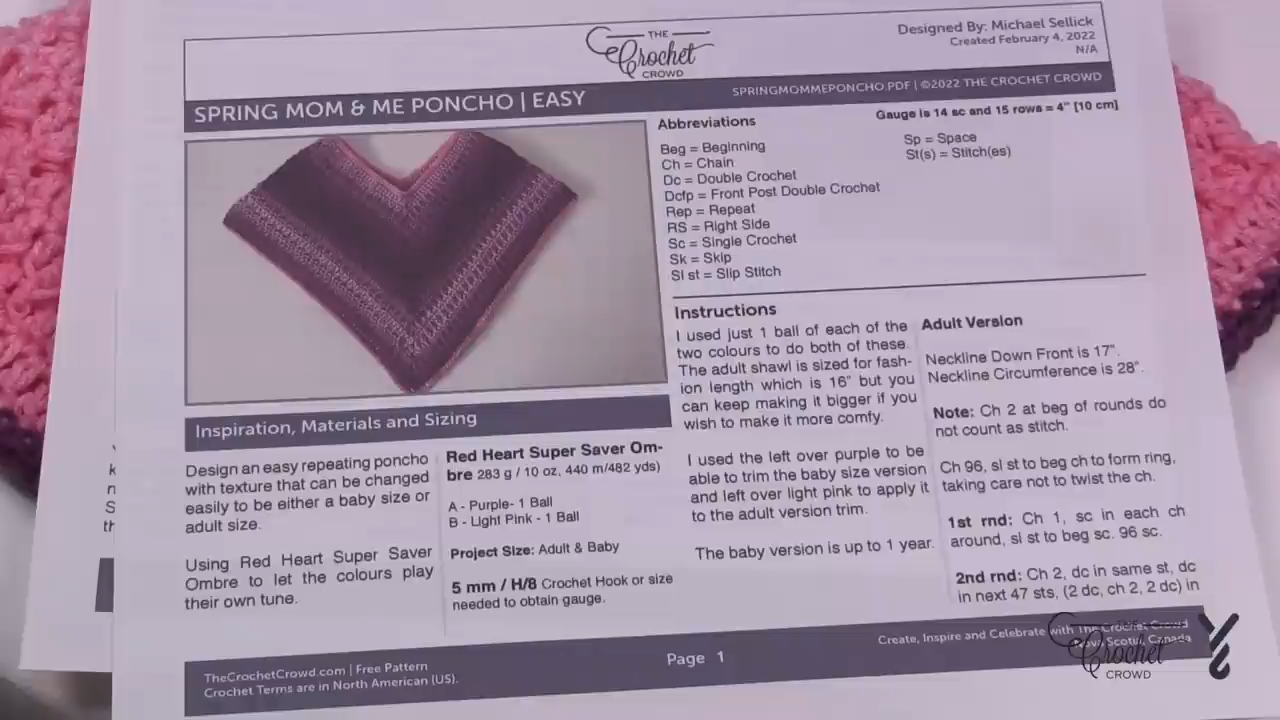 THE
Crochet
CROWD
Designed By: Michael Sellick
Created February 4, 2022
N/A
SPRING MOM & ME PONCHO | EASY
SPRINGMOMMEPONCHO.PDF | ©2022 THE CROCHET CROWD
Abbreviations
Gauge is 14 sc and 15 rows = 4" [10 cm]
Beg = Beginning
Ch = Chain
Dc = Double Crochet
Dcfp = Front Post Double Crochet
Rep = Repeat
RS = Right Side
Sc = Single Crochet
Sk = Skip
Sl st = Slip Stitch
Sp = Space
St(s) = Stitch(es)
Inspiration, Materials and Sizing
Design an easy repeating poncho
with texture that can be changed
easily to be either a baby size or
adult size.
Using Red Heart Super Saver
Ombre to let the colours play
their own tune.
Red Heart Super Saver Om-
bre 283 g / 10 oz, 440 m/482 yds)
A - Purple- 1 Ball
B - Light Pink - 1 Ball
Project Size: Adult & Baby
5 mm / H/8 Crochet Hook or size
needed to obtain gauge.
Instructions
I used just 1 ball of each of the
two colours to do both of these.
The adult shawl is sized for fash-
ion length which is 16" but you
can keep making it bigger if you
wish to make it more comfy.
I used the left over purple to be
able to trim the baby size version
and left over light pink to apply it
to the adult version trim.
The baby version is up to 1 year.
Adult Version
Neckline Down Front is 17".
Neckline Circumference is 28".
Note: Ch 2 at beg of rounds do
not count as stitch.
Ch 96, sl st to beg ch to form ring,
taking care not to twist the ch.
1st rnd: Ch 1, sc in each ch
around, sl st to beg sc. 96 sc.
2nd rnd: Ch 2, dc in same st, dc
in next 47 sts, (2 dc, ch 2, 2 dc) in
TheCrochetCrowd.com | Free Pattern
Crochet Terms are in North American (US).
Page 1
Create, Inspire and Celebrate with The Crochet Crowd
Nova Scotia, Canada
THE
Crochet
CROWD